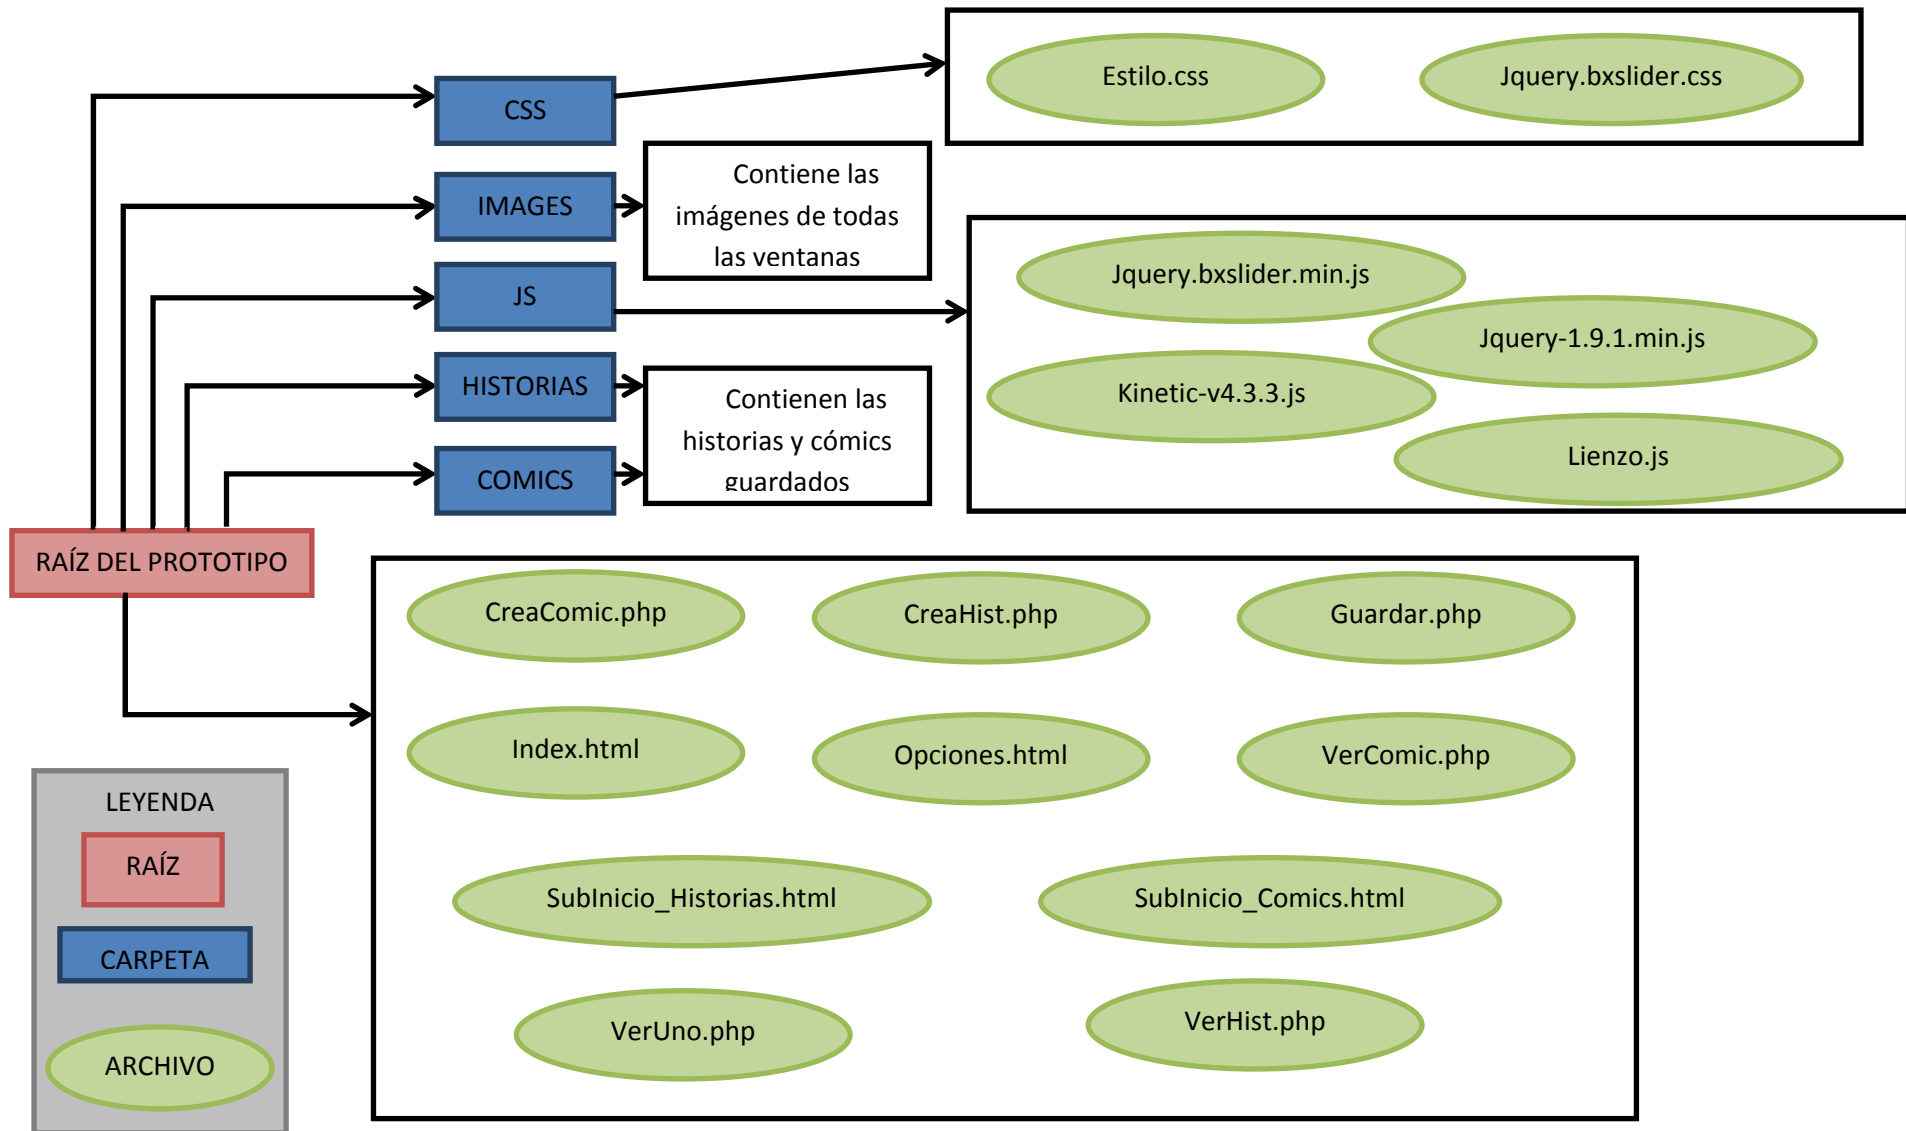 Estilo.css
Jquery.bxslider.css
CSS
IMAGES
Contiene las
imágenes de todas
las ventanas
JS
Jquery.bxslider.min.js
Jquery-1.9.1.min.js
Kinetic-v4.3.3.js
Lienzo.js
HISTORIAS
COMICS
Contienen las
historias y cómics
guardados
RAÍZ DEL PROTOTIPO
CreaComic.php
CreaHist.php
Guardar.php
Index.html
Opciones.html
VerComic.php
SubInicio_Historias.html
SubInicio_Comics.html
VerUno.php
VerHist.php
LEYENDA
RAÍZ
CARPETA
ARCHIVO